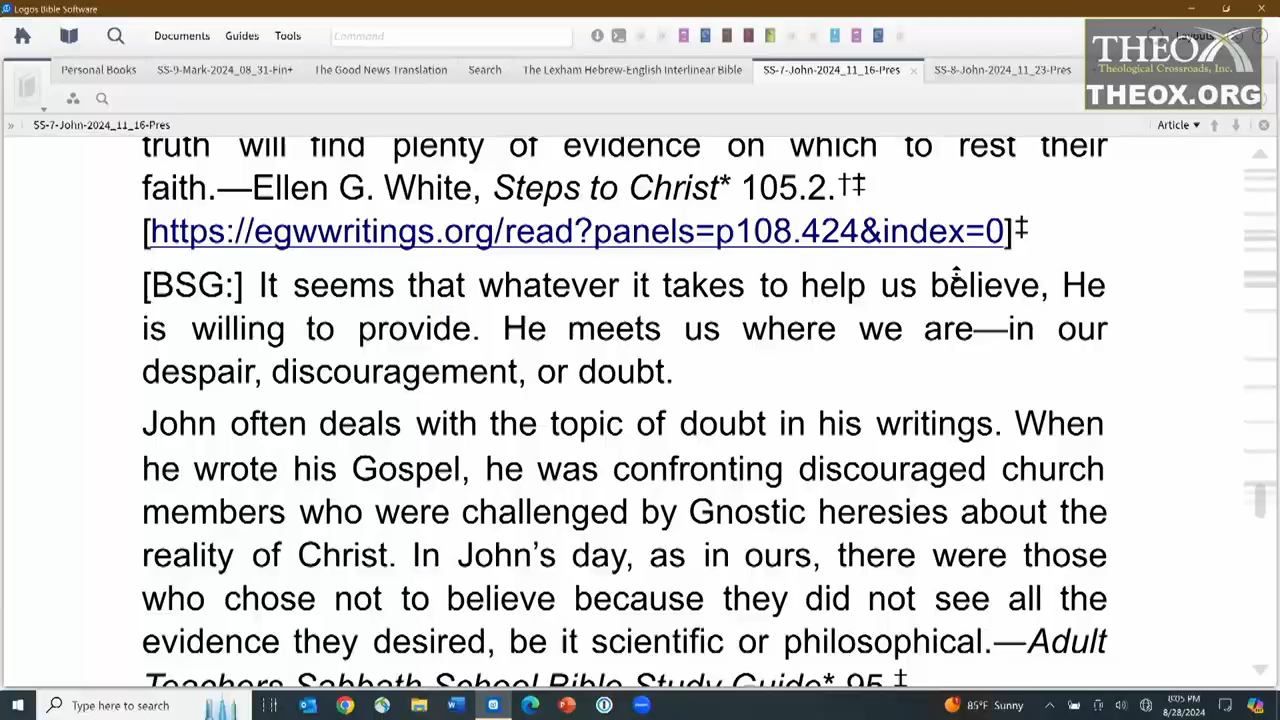 Logos Bible Software
Documents Guides Tools Command Layouts
THEOX
Theological Crossroads, Inc.
THEOX.ORG
Personal Books SS-9-Mark-2024_08_31-Fin+ The Good News Bible The Lexham Hebrew-English Interlinear Bible SS-7-John-2024_11_16-Pres SS-8-John-2024_11_23-Pres
SS-7-John-2024_11_16-Pres Article
truth will find plenty of evidence on which to rest their
faith.—Ellen G. White, Steps to Christ* 105.2.†‡
[https://egwwritings.org/read?panels=p108.424&index=0]‡
[BSG:] It seems that whatever it takes to help us believe, He
is willing to provide. He meets us where we are—in our
despair, discouragement, or doubt.
John often deals with the topic of doubt in his writings. When
he wrote his Gospel, he was confronting discouraged church
members who were challenged by Gnostic heresies about the
reality of Christ. In John’s day, as in ours, there were those
who chose not to believe because they did not see all the
evidence they desired, be it scientific or philosophical.—Adult
Teachers Sabbath School Bible Study Guide* 95.‡
Type here to search 85°F Sunny 8:05 PM
8/28/2024